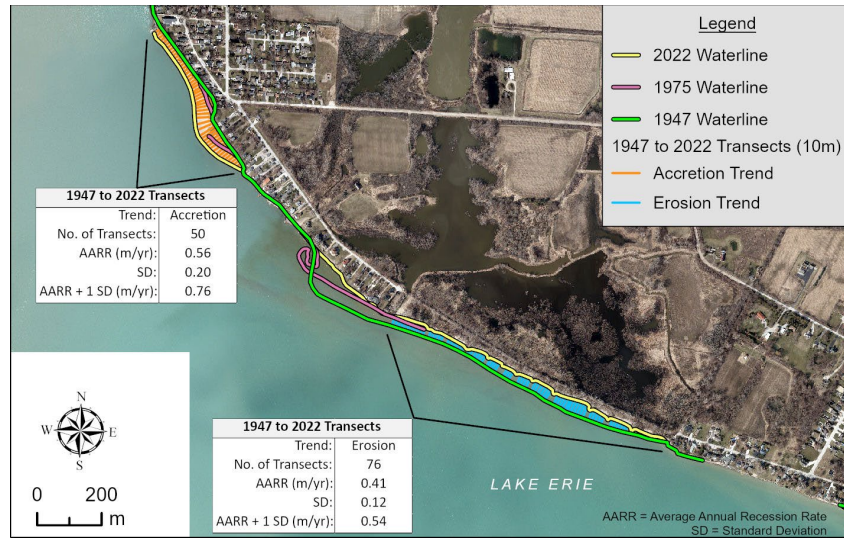 Legend
2022 Waterline
1975 Waterline
1947 Waterline
1947 to 2022 Transects (10m)
Accretion Trend
Erosion Trend
1947 to 2022 Transects
Trend: Accretion
No. of Transects: 50
AARR (m/yr): 0.56
SD: 0.20
AARR + 1 SD (m/yr): 0.76
N
W E
S
0 200
m
1947 to 2022 Transects
Trend: Erosion
No. of Transects: 76
AARR (m/yr): 0.41
SD: 0.12
AARR + 1 SD (m/yr): 0.54
LAKE ERIE
AARR = Average Annual Recession Rate
SD = Standard Deviation